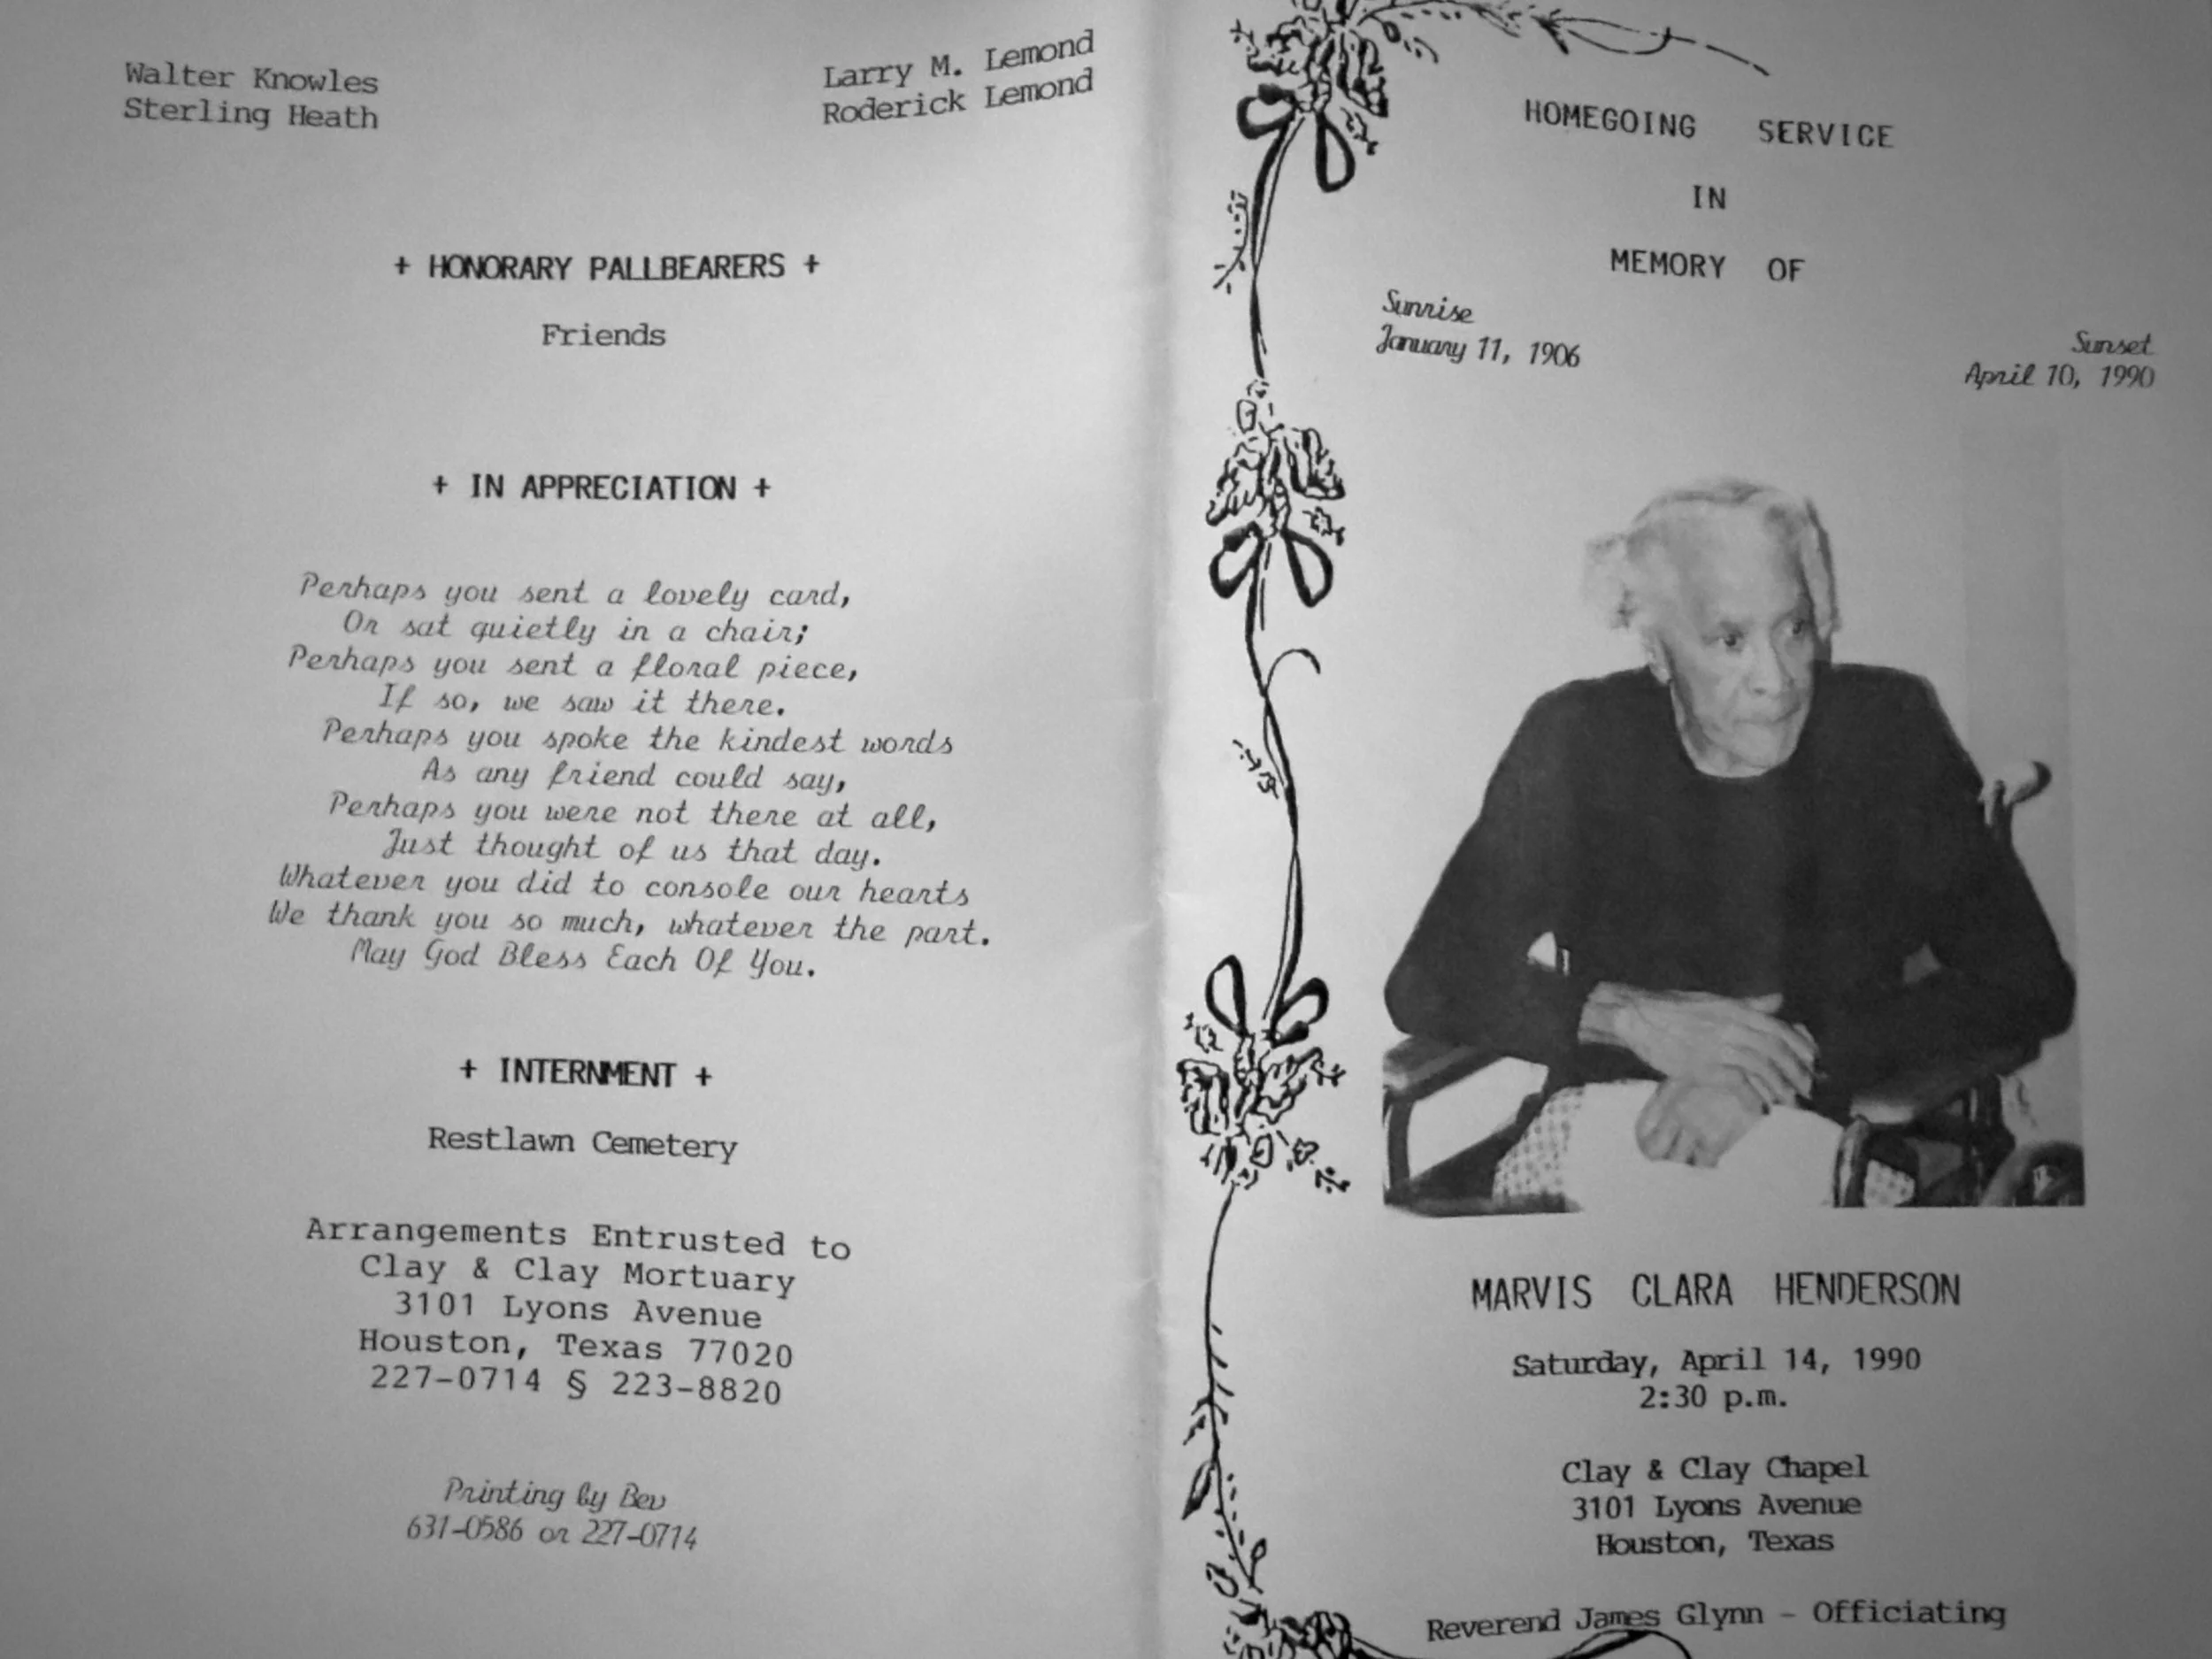 Walter Knowles
Sterling Heath
Larry M. Lemond
Roderick Lemond
+ HONORARY PALLBEARERS +
Friends
+ IN APPRECIATION +
Perhaps you sent a lovely card,
Or sat quietly in a chair;
Perhaps you sent a floral piece,
If so, we saw it there.
Perhaps you spoke the kindest words
As any friend could say,
Perhaps you were not there at all,
Just thought of us that day.
Whatever you did to console our hearts
We thank you so much, whatever the part.
May God Bless Each Of You.
+ INTERNMENT +
Restlawn Cemetery
Arrangements Entrusted to
Clay & Clay Mortuary
3101 Lyons Avenue
Houston, Texas 77020
227-0714 § 223-8820
Printing by Bev
631-0586 or 227-0714
HOMEGOING SERVICE
IN
MEMORY OF
Sunrise
January 11, 1906
Sunset
April 10, 1990
MARVIS CLARA HENDERSON
Saturday, April 14, 1990
2:30 p.m.
Clay & Clay Chapel
3101 Lyons Avenue
Houston, Texas
Reverend James Glynn - Officiating